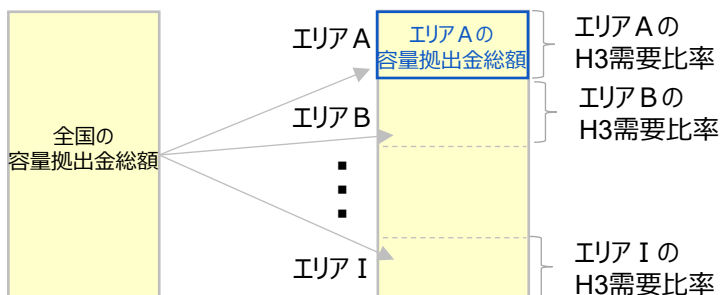 全国の
容量拠出金総額
エリアA
エリアB
エリアI
エリアAの
容量拠出金総額
エリアAの
H3需要比率
エリアBの
H3需要比率
エリアIの
H3需要比率